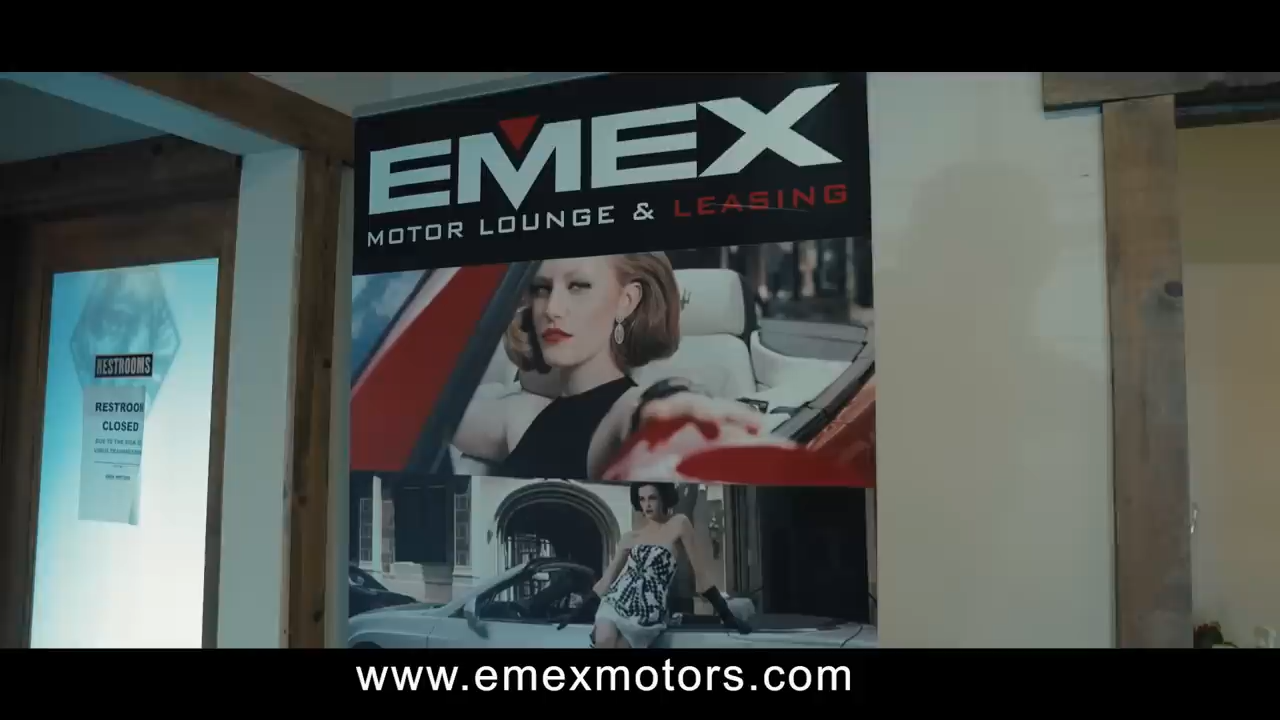 EMEX
MOTOR LOUNGE & LEASING
RESTROOMS
RESTROOM
CLOSED
www.emexmotors.com